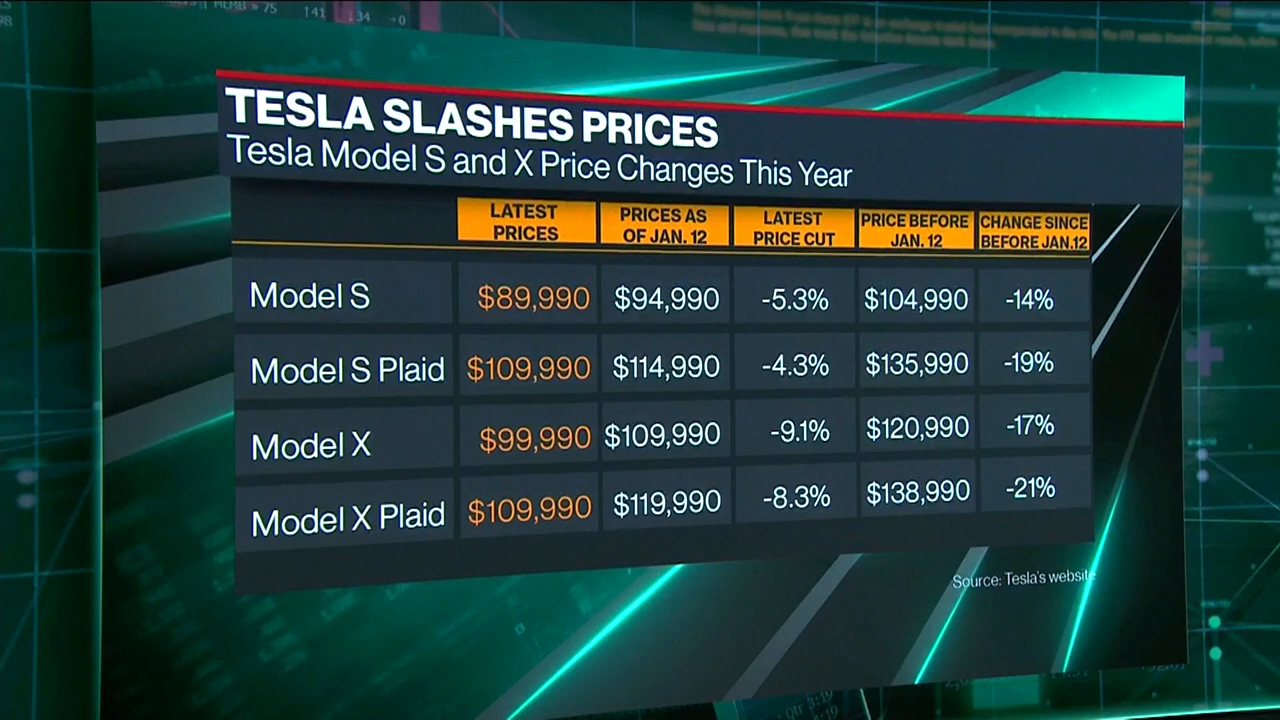 TESLA SLASHES PRICES
Tesla Model S and X Price Changes This Year
LATEST PRICES AS LATEST PRICE BEFORE CHANGE SINCE
PRICES OF JAN. 12 PRICE CUT JAN. 12 BEFORE JAN.12
Model S $89,990 $94,990 -5.3% $104,990 -14%
Model S Plaid $109,990 $114,990 -4.3% $135,990 -19%
Model X $99,990 $109,990 -9.1% $120,990 -17%
Model X Plaid $109,990 $119,990 -8.3% $138,990 -21%
Source: Tesla's website